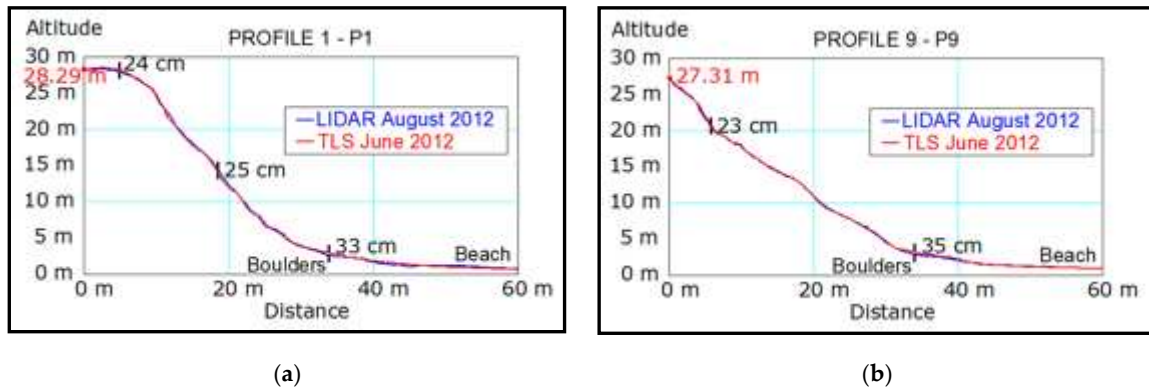 Altitude
PROFILE 1 - P1
30 m
24 cm
28.29 m
25 m
LIDAR August 2012
TLS June 2012
20 m
15 m
25 cm
10 m
5 m
33 cm
Beach
Boulders
0 m
0 m
20 m
40 m
60 m
Distance
(a)
Altitude
PROFILE 9 - P9
30 m
27.31 m
25 m
23 cm
LIDAR August 2012
TLS June 2012
20 m
15 m
10 m
5 m
35 cm
Beach
Boulders
0 m
0 m
20 m
40 m
60 m
Distance
(b)